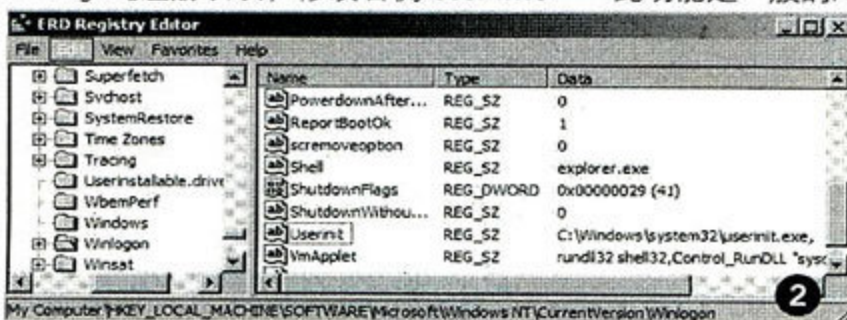 ERD Registry Editor
File Edit View Favorites Help
Superfetch
Svchost
SystemRestore
Time Zones
Tracing
Userinstallable.drive
WbemPerf
Windows
Winlogon
Winsat
Name Type Data
PowerdownAfter... REG_SZ 0
ReportBootOk REG_SZ 1
scremoveoption REG_SZ 0
Shell REG_SZ explorer.exe
ShutdownFlags REG_DWORD 0x00000029 (41)
ShutdownWithou... REG_SZ 0
Userinit REG_SZ C:\Windows\system32\userinit.exe,
VmApplet REG_SZ rundll32 shell32,Control_RunDLL "sysc
My Computer\HKEY_LOCAL_MACHINE\SOFTWARE\Microsoft\Windows NT\CurrentVersion\Winlogon
2